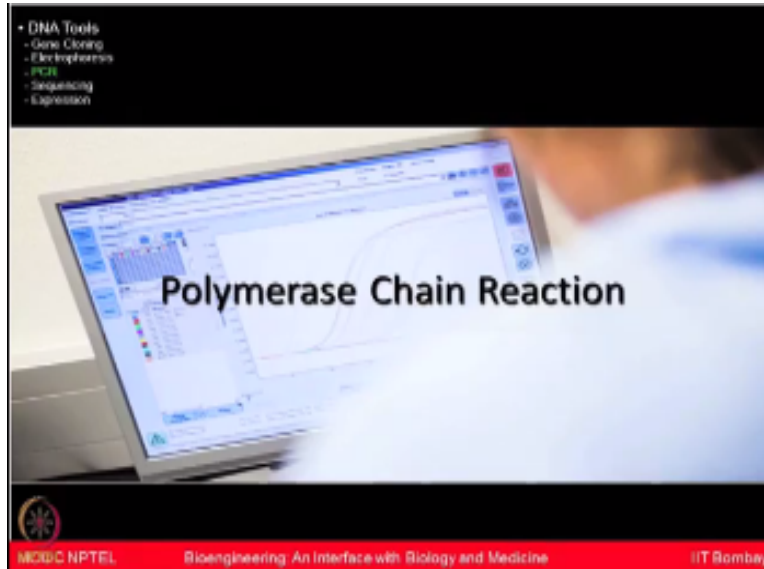 • DNA Tools
- Gene Cloning
- Electrophoresis
- PCR
- Sequencing
- Expression
Polymerase Chain Reaction
MOOC NPTEL
Bioengineering: An Interface with Biology and Medicine
IIT Bombay